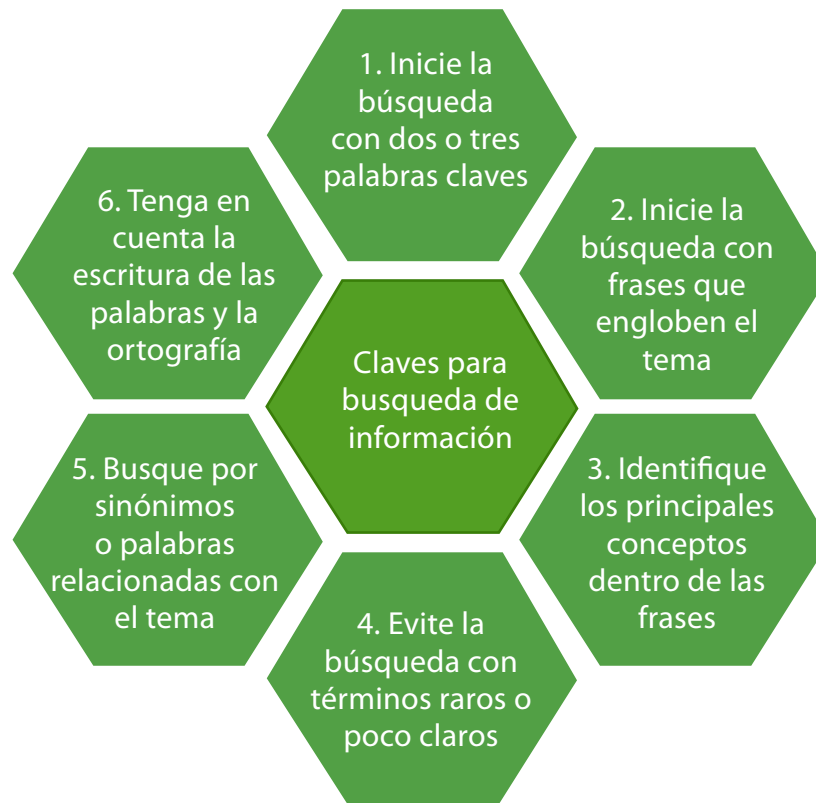 1. Inicie la
búsqueda
con dos o tres
palabras claves
2. Inicie la
búsqueda con
frases que
engloben el
tema
3. Identifique
los principales
conceptos
dentro de las
frases
4. Evite la
búsqueda con
términos raros o
poco claros
5. Busque por
sinónimos
o palabras
relacionadas con
el tema
6. Tenga en
cuenta la
escritura de las
palabras y la
ortografía
Claves para
busqueda de
información